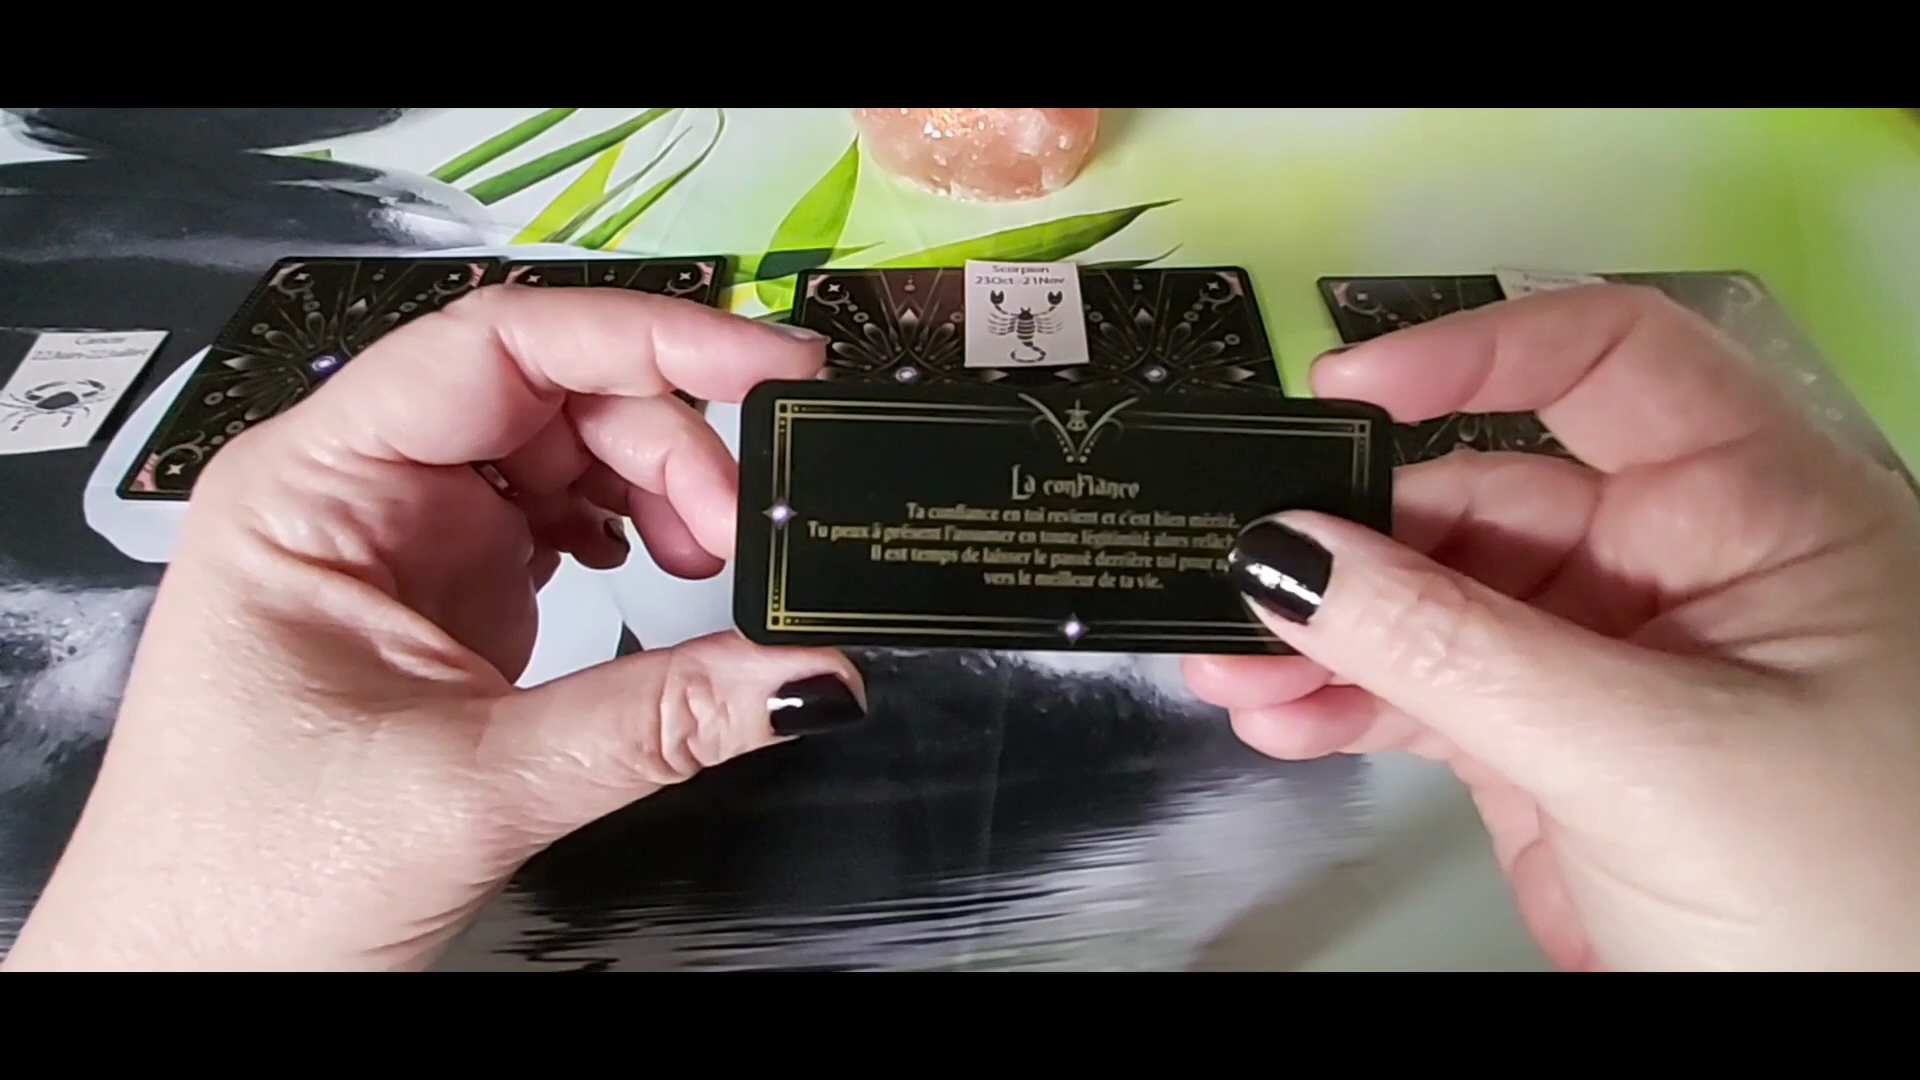 Scorpion
23Oct-21Nov
Cancer
La confiance
Ta confiance en toi revient et c'est bien mérité.
Tu peux à présent l'assumer en toute légitimité alors
Il est temps de laisser le passé derrière toi pour
vers le meilleur de ta vie.